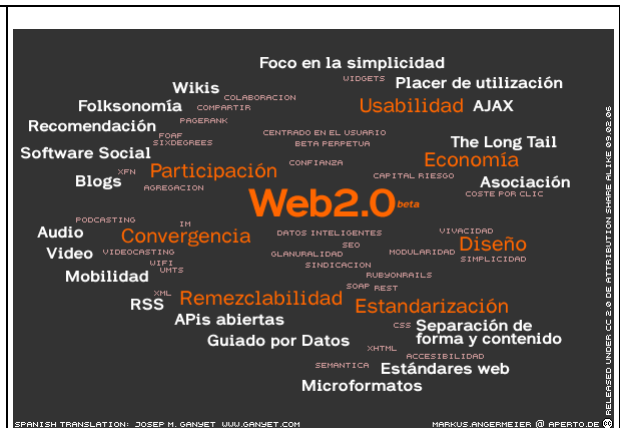 Foco en la simplicidad
WIDGETS
Placer de utilización
Wikis
COLABORACION
Folksonomía
COMPARTIR
Usabilidad AJAX
Recomendación
PAGERANK
FOAF
SIXDEGREES
CENTRADO EN EL USUARIO
BETA PERPETUA
The Long Tail
Software Social
Economía
XFN
Participación
CONFIANZA
CAPITAL RIESGO
Blogs
AGREGACION
Asociación
COSTE POR CLIC
Web2.0 beta
PODCASTING
IM
Audio
Convergencia
DATOS INTELIGENTES
VIVACIDAD
Diseño
Video
VIDEOCASTING
SEO
GLANURALIDAD
MODULARIDAD
SIMPLICIDAD
WIFI
SINDICACION
Mobilidad
UMTS
RUBYONRAILS
XML
SOAP REST
RSS
Remezclabilidad
Estandarización
APis abiertas
CSS
Separación de
forma y contenido
Guiado por Datos
XHTML
ACCESIBILIDAD
SEMANTICA
Estándares web
Microformatos
SPANISH TRANSLATION: JOSEP M. GANYET WWW.GANYET.COM
MARKUS.ANGERMEIER @ APERTO.DE
RELEASED UNDER CC 2.0 DE ATTRIBUTION SHARE ALIKE 09.02.06